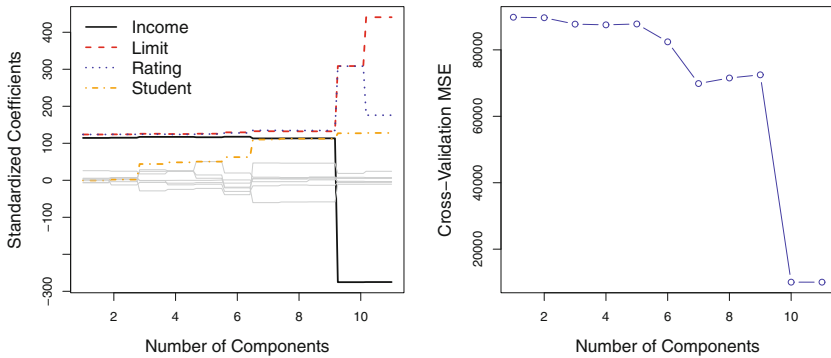 Income
Limit
Rating
Student
Standardized Coefficients
-300
-100
0
100
200
300
400
2
4
6
8
10
Number of Components
Cross−Validation MSE
20000
40000
60000
80000
2
4
6
8
10
Number of Components